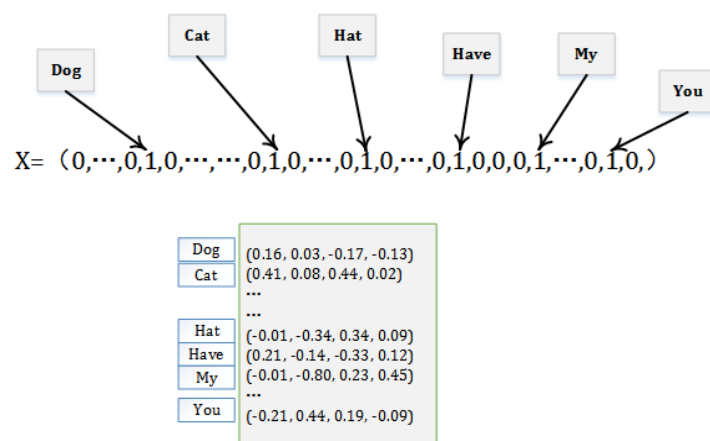 Cat
Hat
Have
My
Dog
You
X= (0,⋯,0,1,0,⋯,⋯,0,1,0,⋯,0,1,0,⋯,0,1,0,0,0,1,⋯,0,1,0,)
Dog (0.16, 0.03, -0.17, -0.13)
Cat (0.41, 0.08, 0.44, 0.02)
...
...
Hat (-0.01, -0.34, 0.34, 0.09)
Have (0.21, -0.14, -0.33, 0.12)
My (-0.01, -0.80, 0.23, 0.45)
...
You (-0.21, 0.44, 0.19, -0.09)